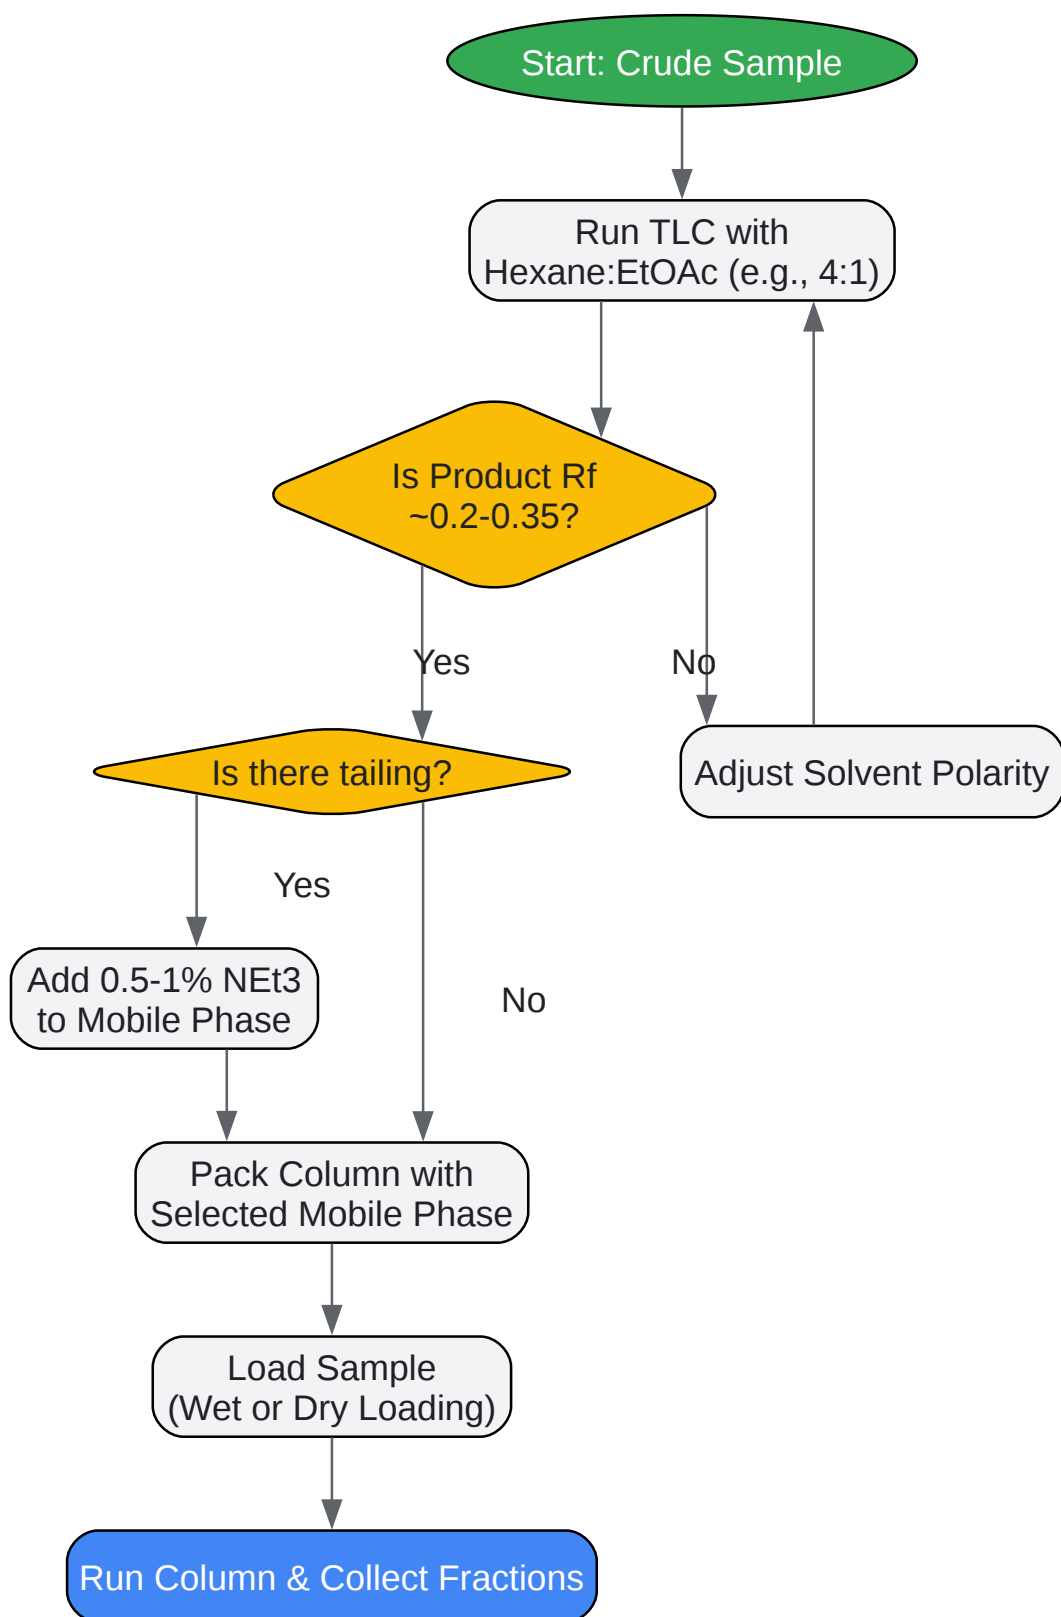 Start: Crude Sample
Run TLC with
Hexane:EtOAc (e.g., 4:1)
Is Product Rf
~0.2-0.35?
Yes
No
Is there tailing?
Adjust Solvent Polarity
Yes
Add 0.5-1% NEt3
to Mobile Phase
No
Pack Column with
Selected Mobile Phase
Load Sample
(Wet or Dry Loading)
Run Column & Collect Fractions